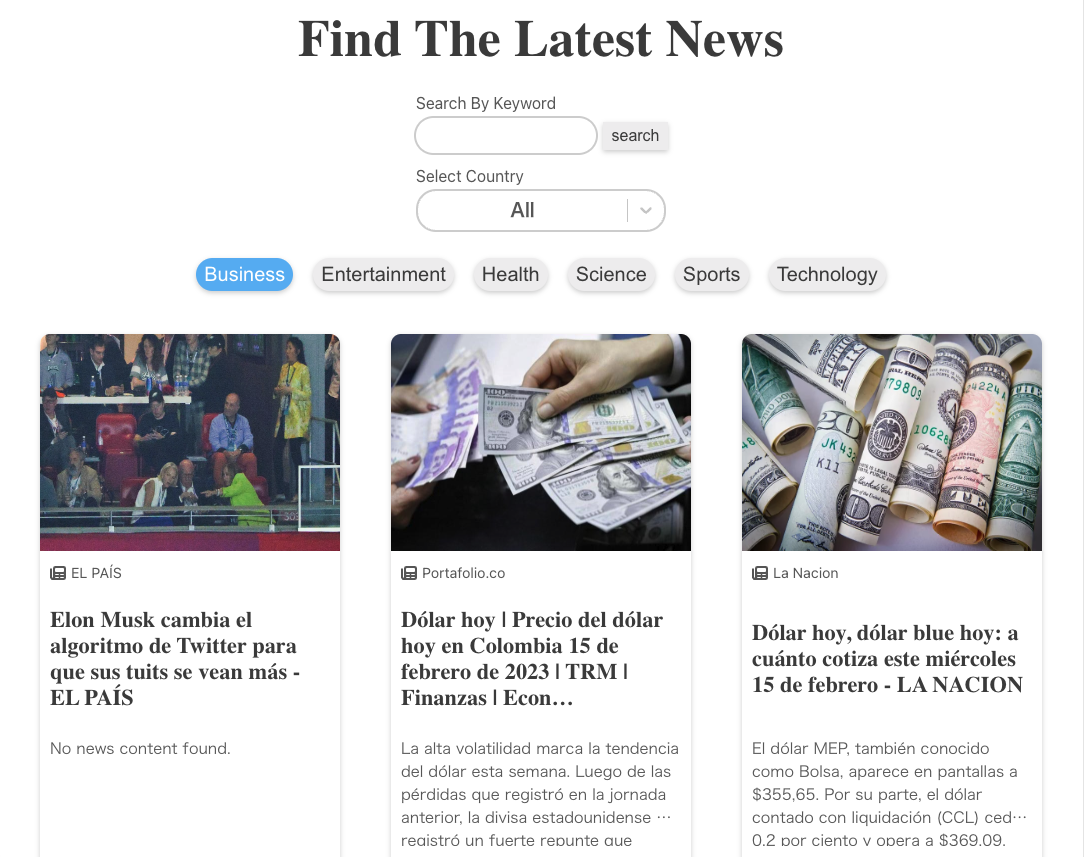 Find The Latest News
Search By Keyword
search
Select Country
All
Business Entertainment Health Science Sports Technology
EL PAÍS
Elon Musk cambia el
algoritmo de Twitter para
que sus tuits se vean más -
EL PAÍS
No news content found.
100
Portafolio.co
Dólar hoy | Precio del dólar
hoy en Colombia 15 de
febrero de 2023 | TRM |
Finanzas | Econ…
La alta volatilidad marca la tendencia
del dólar esta semana. Luego de las
pérdidas que registró en la jornada
anterior, la divisa estadounidense …
registró un fuerte repunte que
779809
24224 A
JK43
K11
La Nacion
Dólar hoy, dólar blue hoy: a
cuánto cotiza este miércoles
15 de febrero - LA NACION
El dólar MEP, también conocido
como Bolsa, aparece en pantallas a
$355,65. Por su parte, el dólar
contado con liquidación (CCL) ced…
0.2 por ciento y opera a $369.09.